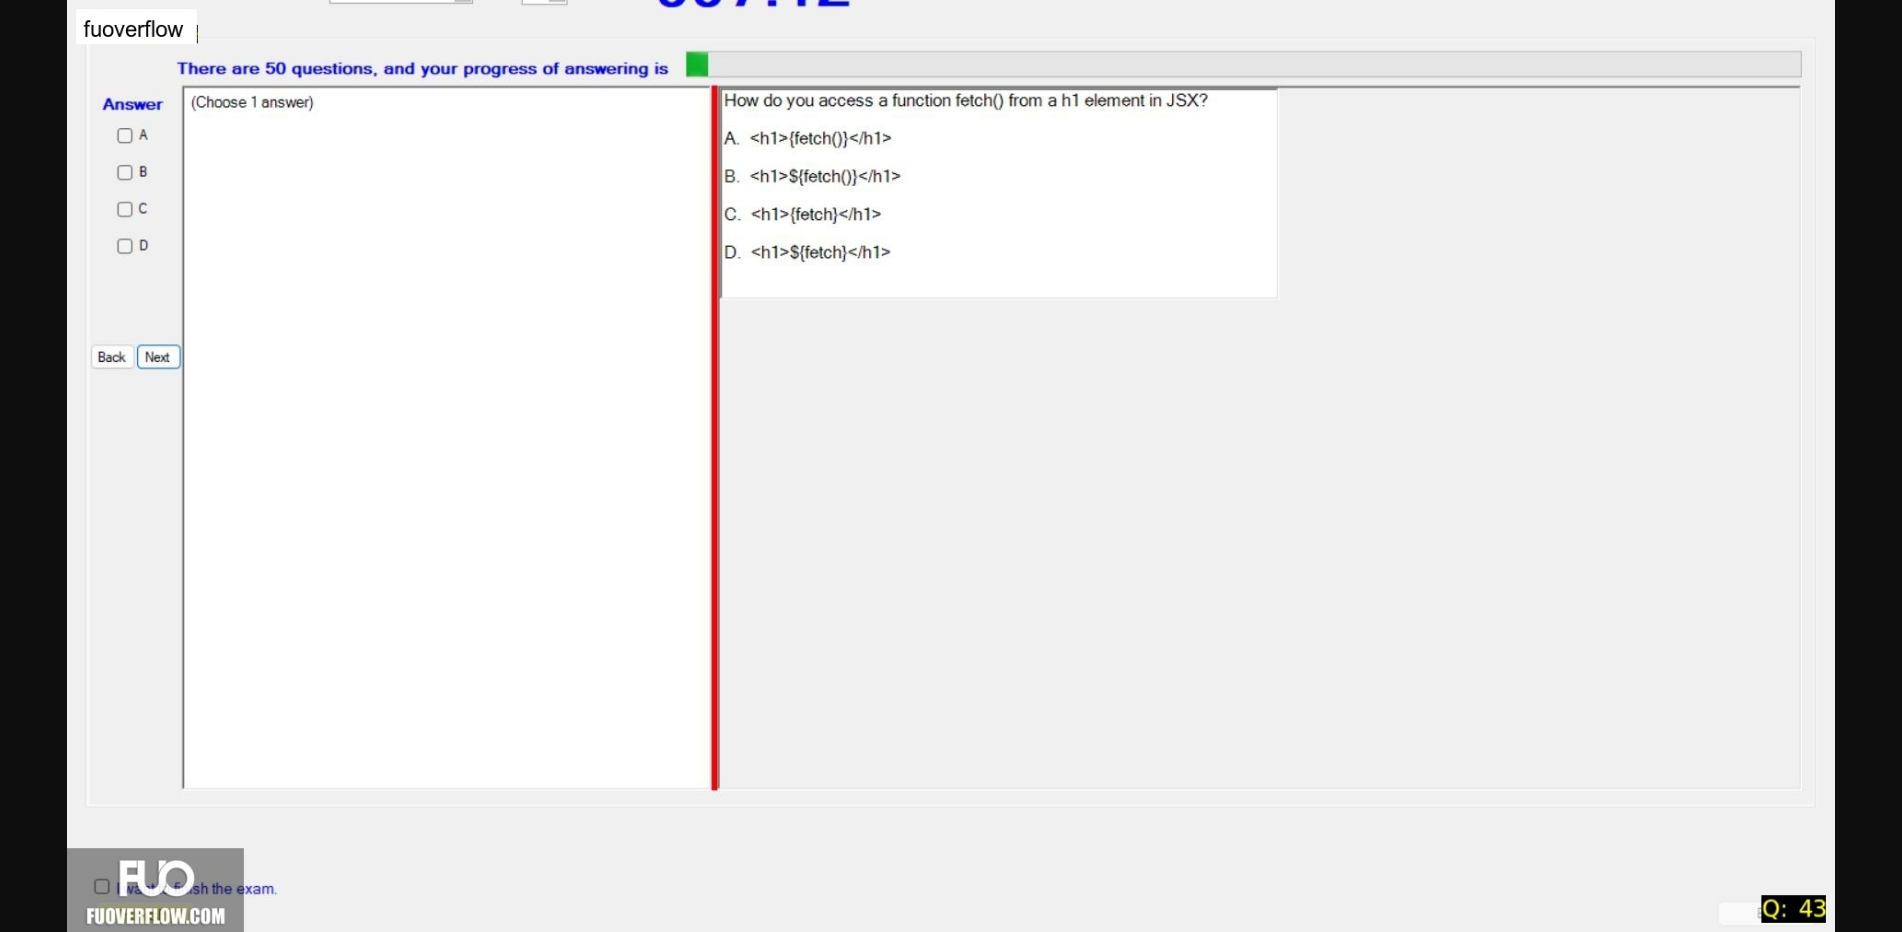 fuoverflow
There are 50 questions, and your progress of answering is
Answer
(Choose 1 answer)
A
B
C
D
Back
Next
How do you access a function fetch() from a h1 element in JSX?
A. <h1>{fetch()}</h1>
B. <h1>${fetch()}</h1>
C. <h1>{fetch}</h1>
D. <h1>${fetch}</h1>
FUO
sh the exam.
FUOVERFLOW.COM
Q: 43